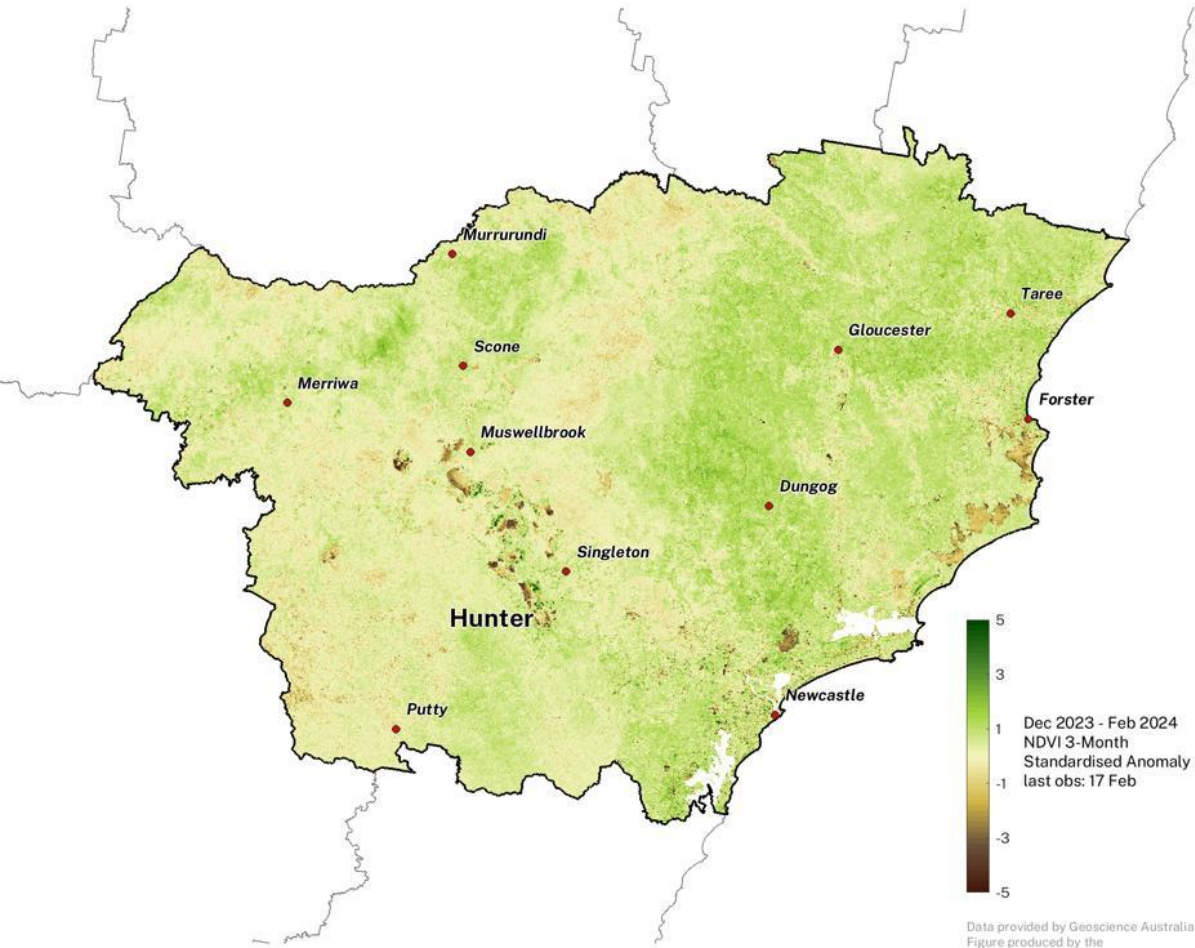 Murrurundi
Taree
Gloucester
Scone
Merriwa
Forster
Muswellbrook
Dungog
Singleton
Hunter
Newcastle
Putty
5
3
1
-1
-3
-5
Dec 2023 - Feb 2024
NDVI 3-Month
Standardised Anomaly
last obs: 17 Feb
Data provided by Geoscience Australia
Figure produced by the